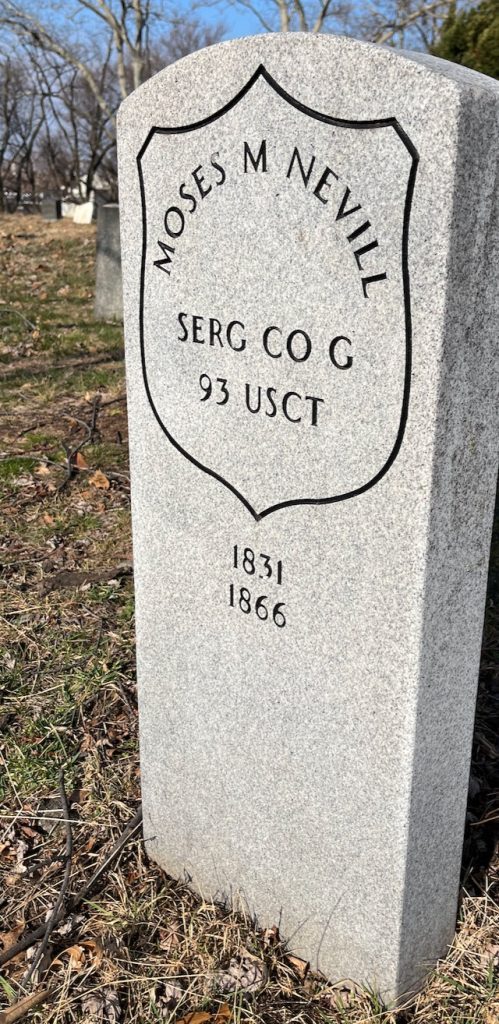 MOSES M NEVILL
SERG CO G
93 USCT
1831
1866